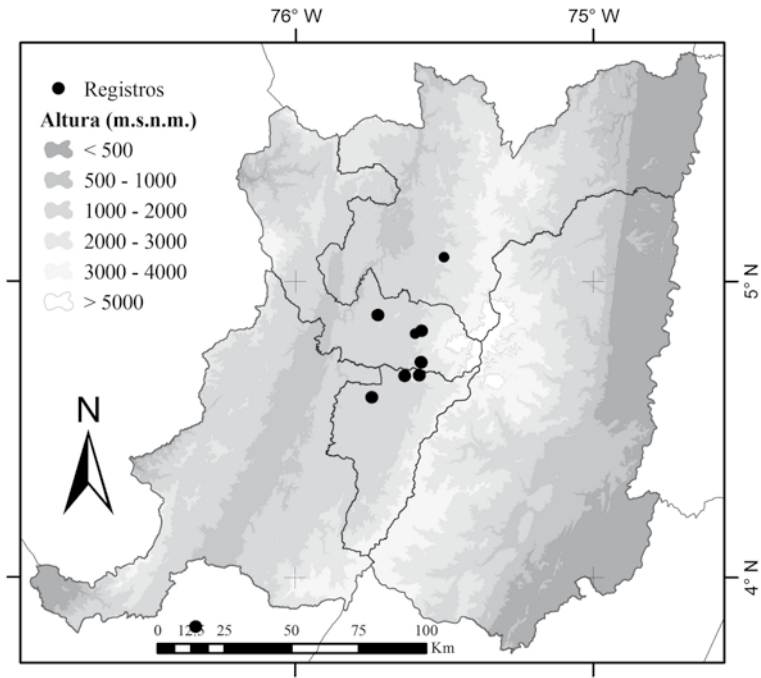 76° W 75° W
Registros
Altura (m.s.n.m.)
< 500
500 - 1000
1000 - 2000
2000 - 3000
3000 - 4000
> 5000
5° N
N
4° N
0 12.5 25 50 75 100
Km